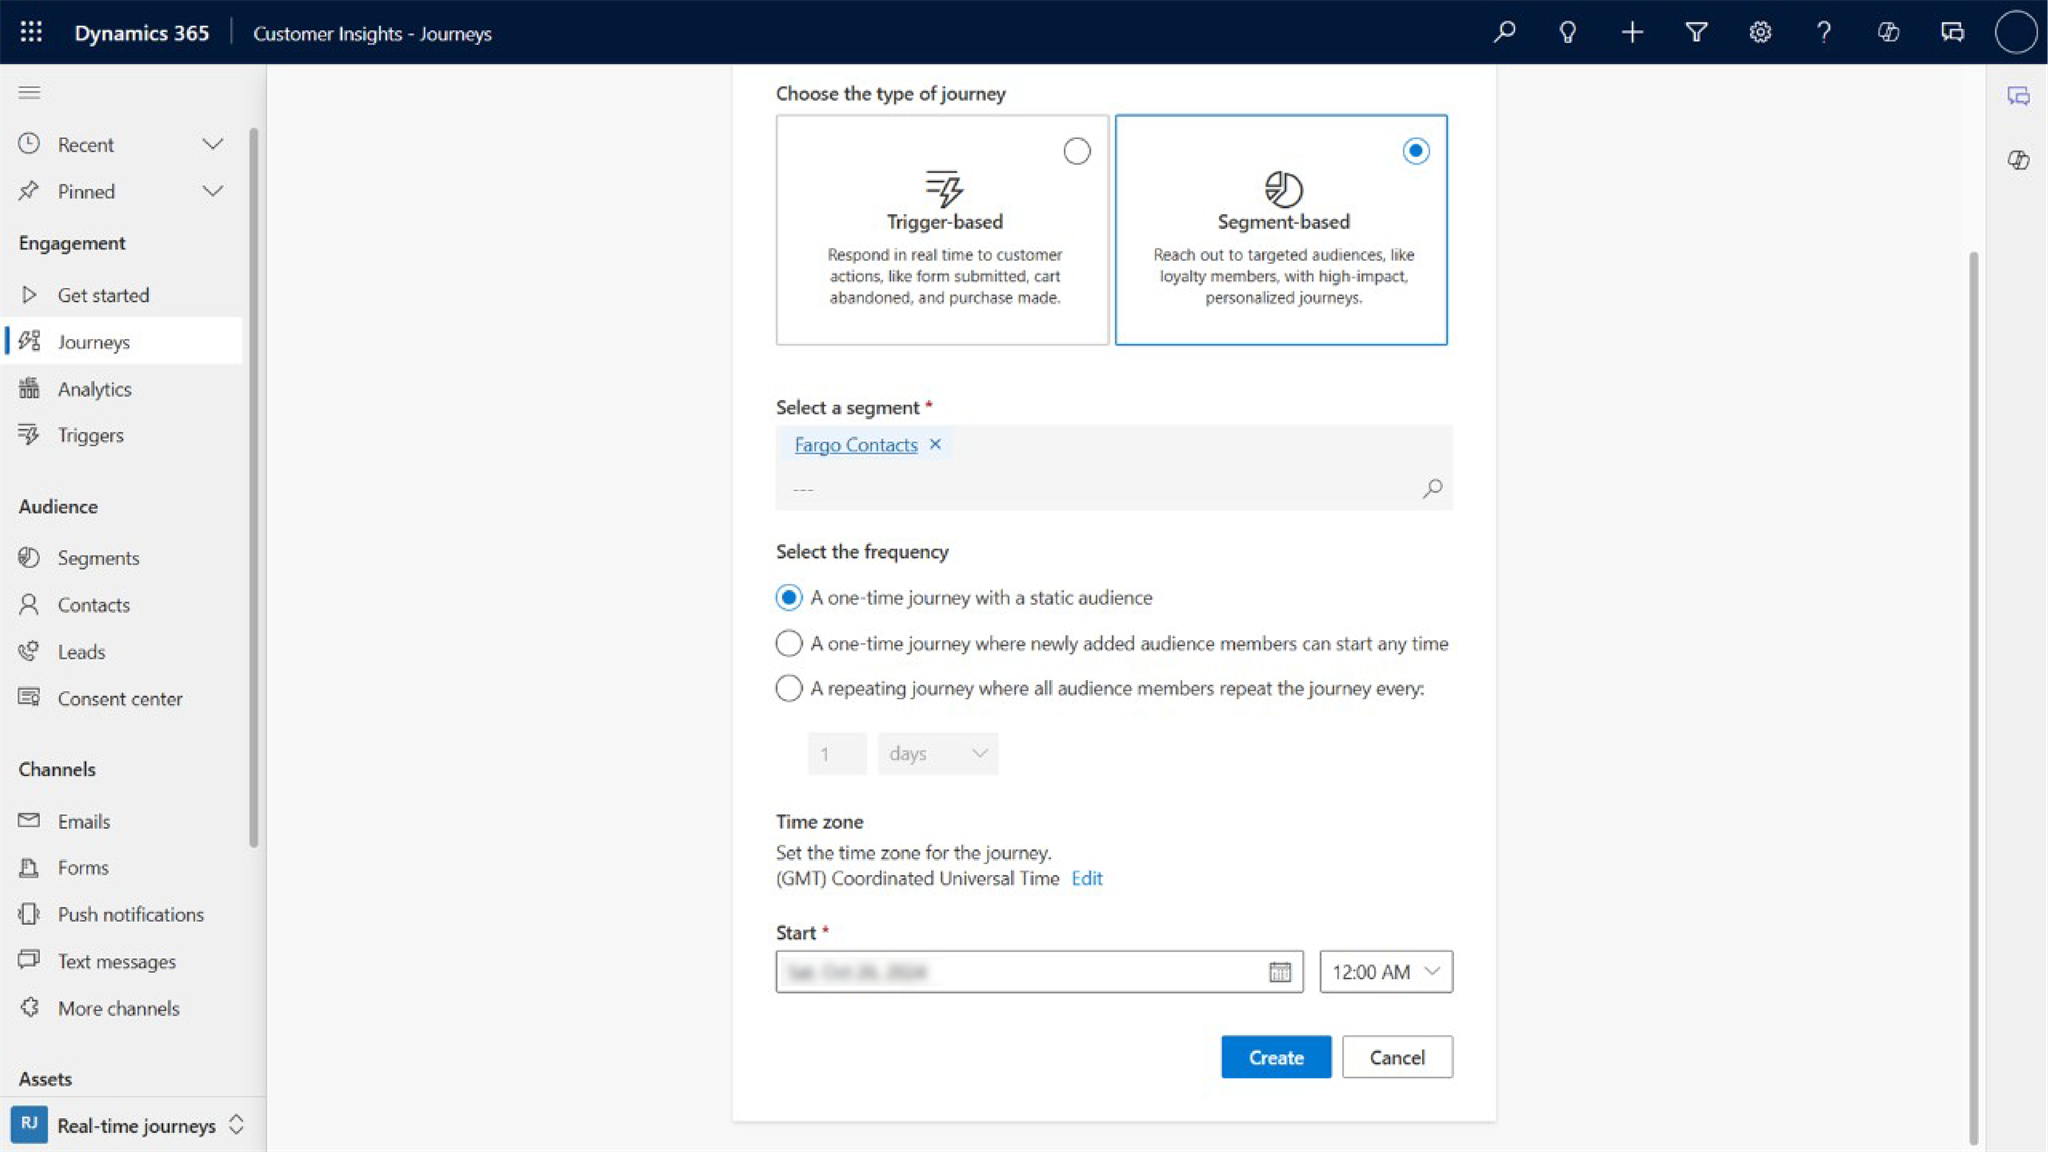 Dynamics 365
Customer Insights - Journeys
Recent
Pinned
Engagement
Get started
Journeys
Analytics
Triggers
Audience
Segments
Contacts
Leads
Consent center
Channels
Emails
Forms
Push notifications
Text messages
More channels
Assets
RJ
Real-time journeys
Choose the type of journey
Trigger-based
Respond in real time to customer
actions, like form submitted, cart
abandoned, and purchase made.
Segment-based
Reach out to targeted audiences, like
loyalty members, with high-impact,
personalized journeys.
Select a segment *
Fargo Contacts ×
---
Select the frequency
A one-time journey with a static audience
A one-time journey where newly added audience members can start any time
A repeating journey where all audience members repeat the journey every:
1 days
Time zone
Set the time zone for the journey.
(GMT) Coordinated Universal Time Edit
Start *
12:00 AM
Create
Cancel